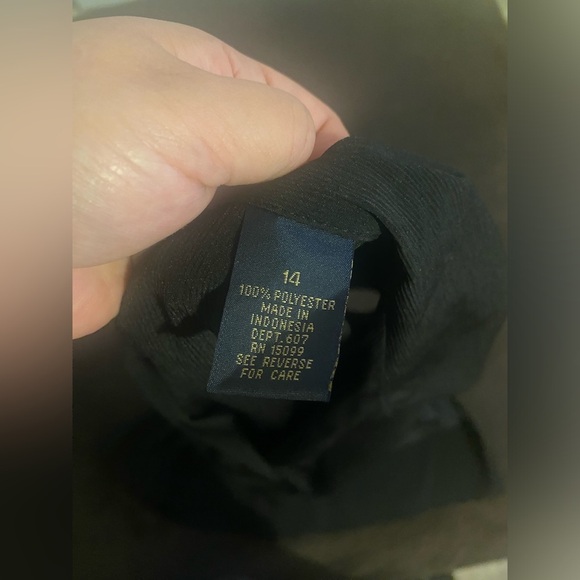 14
100% POLYESTER
MADE IN
INDONESIA
DEPT. 607
RN 15099
SEE REVERSE
FOR CARE